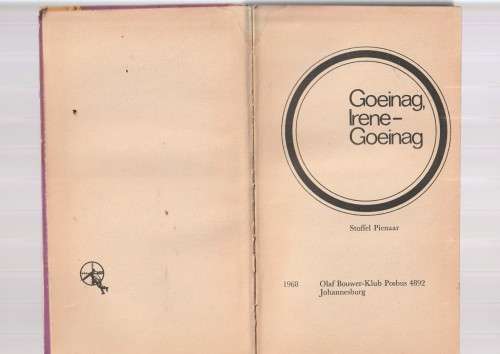 Goeinag,
Irene-
Goeinag
Stoffel Pienaar
1968 Olaf Bouwer-Klub Posbus 4892
Johannesburg